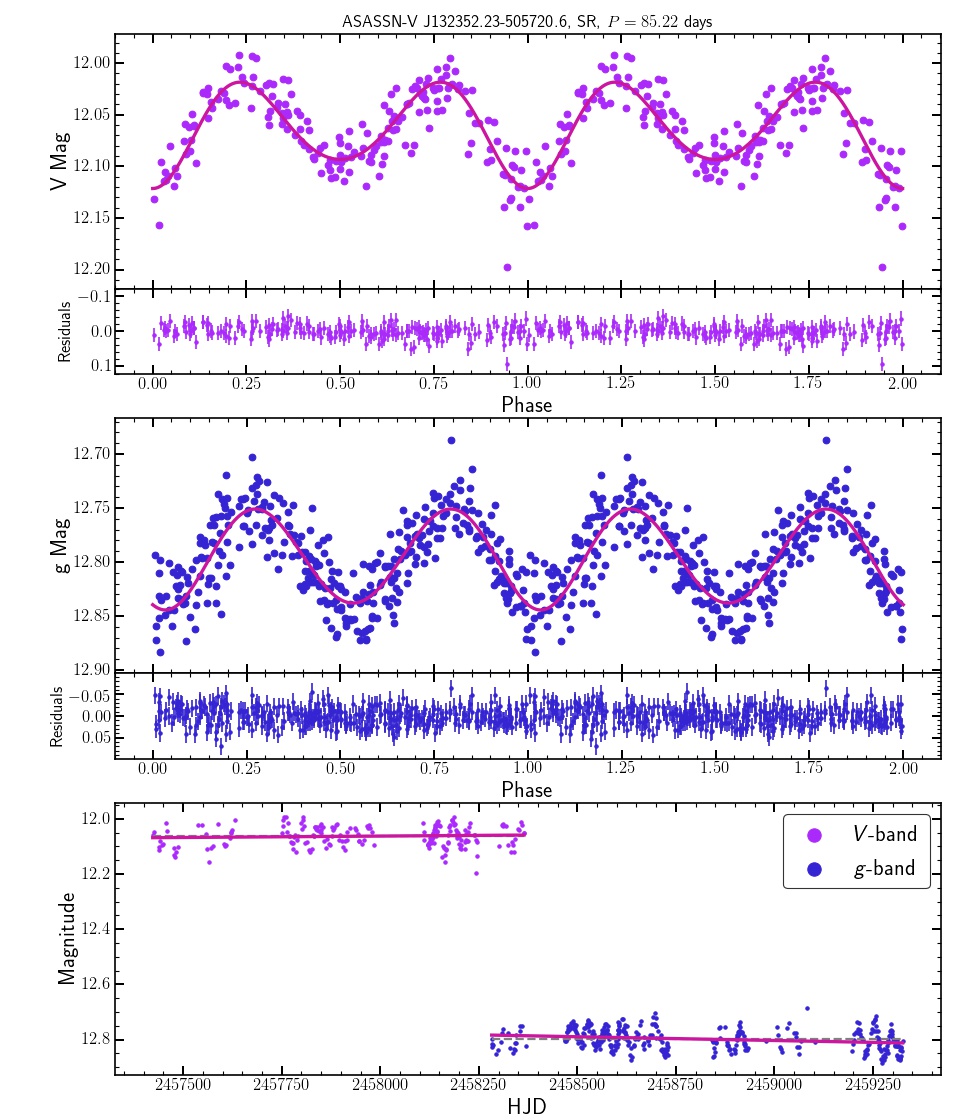 ASASSN-V J132352.23-505720.6, SR, P = 85.22 days
V Mag
12.00
12.05
12.10
12.15
12.20
Residuals
−0.1
0.0
0.1
0.00 0.25 0.50 0.75 1.00 1.25 1.50 1.75 2.00
Phase
g Mag
12.70
12.75
12.80
12.85
12.90
Residuals
−0.05
0.00
0.05
0.00 0.25 0.50 0.75 1.00 1.25 1.50 1.75 2.00
Phase
Magnitude
12.0
12.2
12.4
12.6
12.8
V-band
g-band
2457500 2457750 2458000 2458250 2458500 2458750 2459000 2459250
HJD